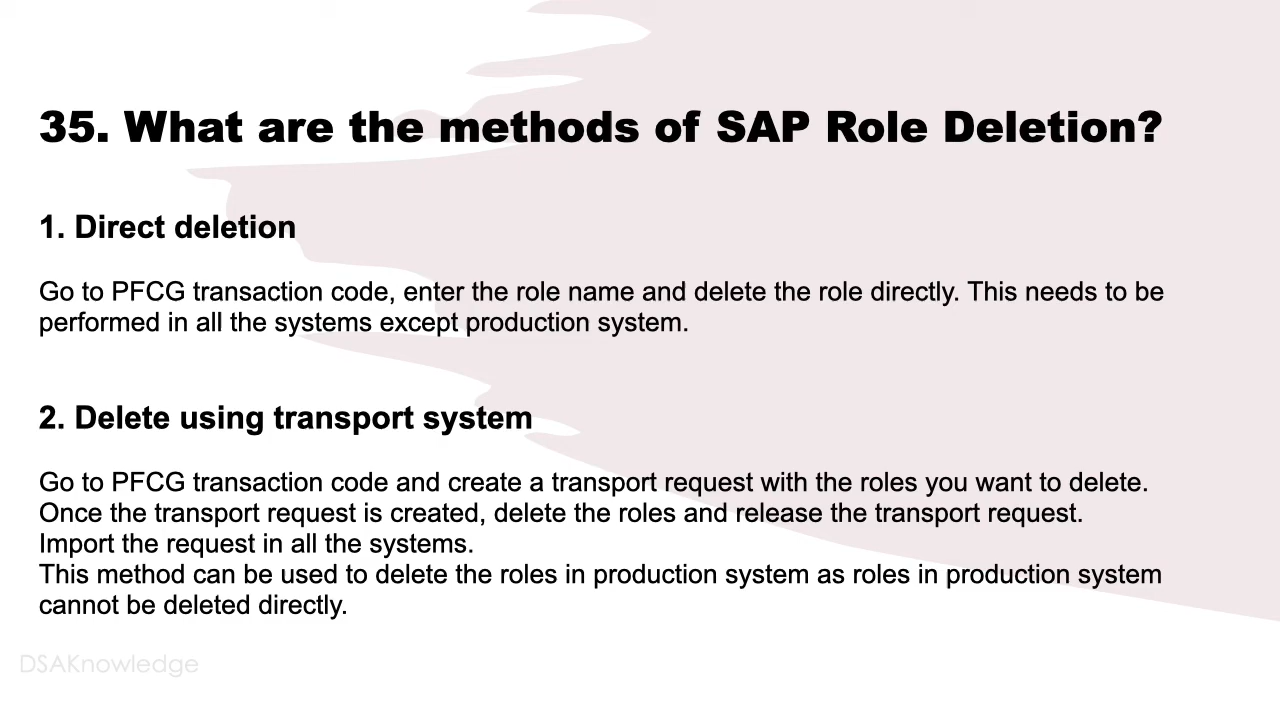 35. What are the methods of SAP Role Deletion?
1. Direct deletion
Go to PFCG transaction code, enter the role name and delete the role directly. This needs to be
performed in all the systems except production system.
2. Delete using transport system
Go to PFCG transaction code and create a transport request with the roles you want to delete.
Once the transport request is created, delete the roles and release the transport request.
Import the request in all the systems.
This method can be used to delete the roles in production system as roles in production system
cannot be deleted directly.
DSAKnowledge